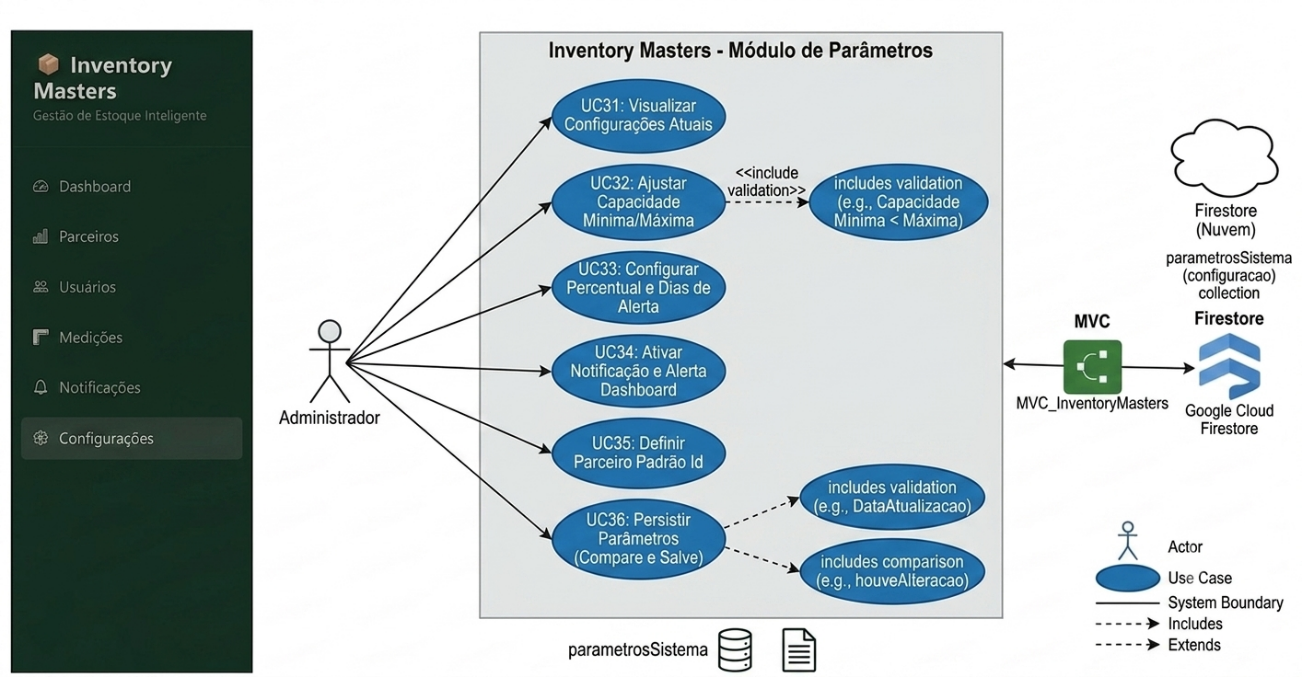 Inventory
Masters
Gestão de Estoque Inteligente
Dashboard
Parceiros
Usuários
Medições
Notificações
Configurações
Administrador
Inventory Masters - Módulo de Parâmetros
UC31: Visualizar
Configurações Atuais
UC32: Ajustar
Capacidade
Mínima/Máxima
<<include
validation>>
includes validation
(e.g., Capacidade
Mínima < Máxima)
UC33: Configurar
Percentual e Dias de
Alerta
UC34: Ativar
Notificação e Alerta
Dashboard
UC35: Definir
Parceiro Padrão Id
UC36: Persistir
Parâmetros
(Compare e Salve)
includes validation
(e.g., DataAtualizacao)
includes comparison
(e.g., houveAlteracao)
parametrosSistema
MVC
MVC_InventoryMasters
Firestore
(Nuvem)
parametrosSistema
(configuracao)
collection
Firestore
Google Cloud
Firestore
Actor
Use Case
System Boundary
Includes
Extends